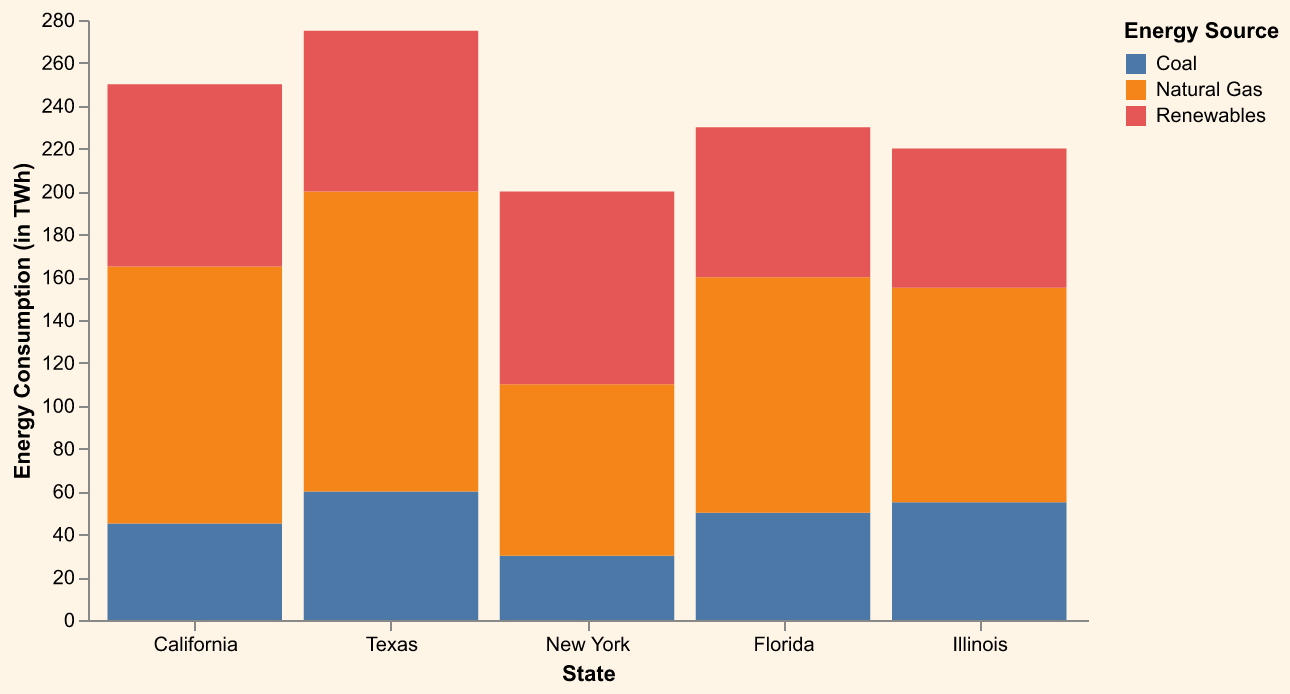 Energy Consumption (in TWh)
280
260
240
220
200
180
160
140
120
100
80
60
40
20
0
California Texas New York Florida Illinois
State
Energy Source
Coal
Natural Gas
Renewables